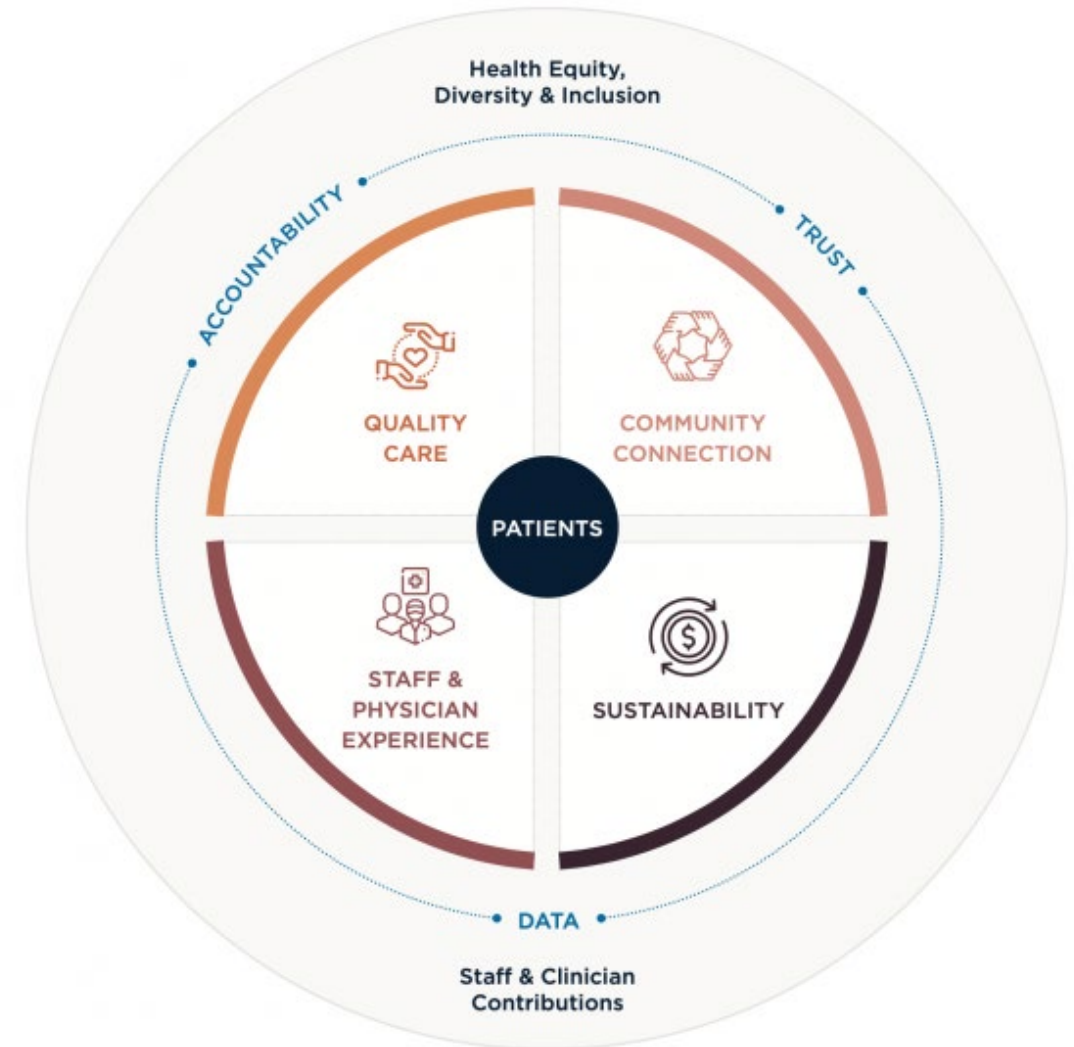 Health Equity,
Diversity & Inclusion
ACCOUNTABILITY
TRUST
QUALITY
CARE
COMMUNITY
CONNECTION
PATIENTS
STAFF &
PHYSICIAN
EXPERIENCE
$
SUSTAINABILITY
DATA
Staff & Clinician
Contributions